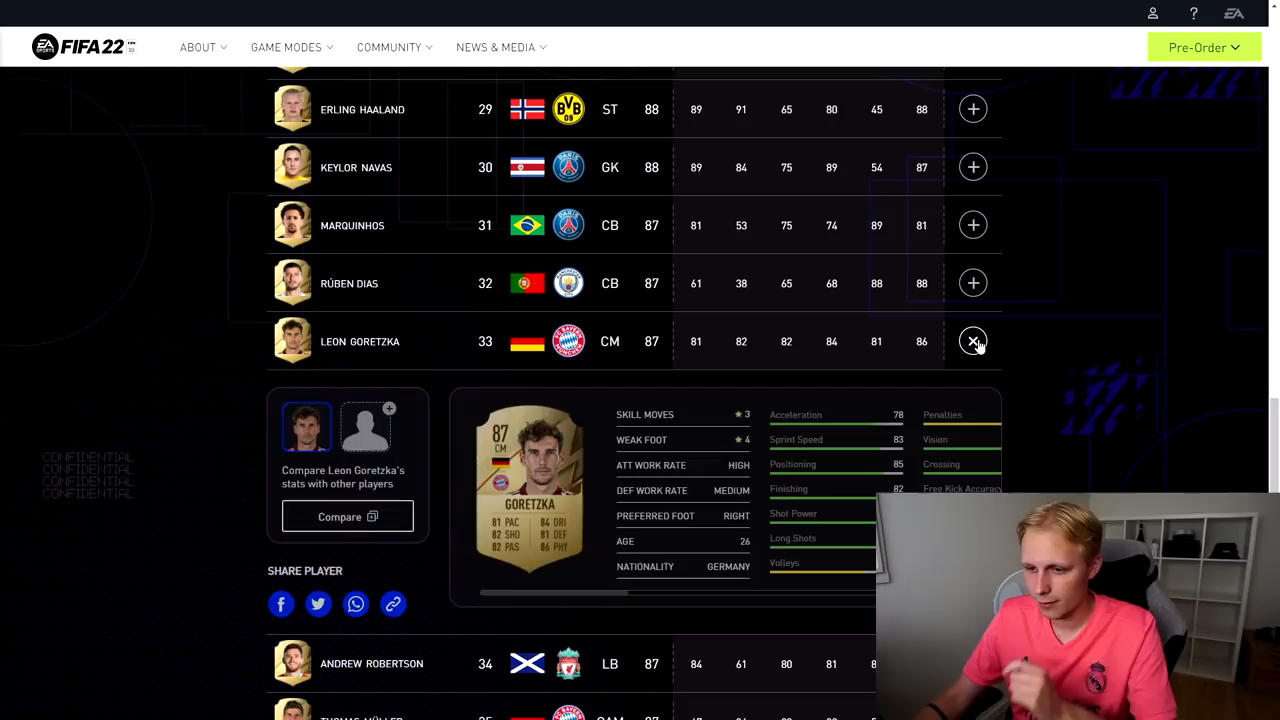 EA SPORTS FIFA 22
ABOUT GAME MODES COMMUNITY NEWS & MEDIA
Pre-Order
ERLING HAALAND 29 BVB 09 ST 88 89 91 65 80 45 88
KEYLOR NAVAS 30 PARIS GK 88 89 84 75 89 54 87
MARQUINHOS 31 PARIS CB 87 81 53 75 74 89 81
RÚBEN DIAS 32 CB 87 61 38 65 68 88 88
LEON GORETZKA 33 CM 87 81 82 82 84 81 86
Compare Leon Goretzka's
stats with other players
Compare
SHARE PLAYER
87
CM
GORETZKA
81 PAC 84 DRI
82 SHO 81 DEF
82 PAS 86 PHY
SKILL MOVES 3
WEAK FOOT 4
ATT WORK RATE HIGH
DEF WORK RATE MEDIUM
PREFERRED FOOT RIGHT
AGE 26
NATIONALITY GERMANY
Acceleration 78
Sprint Speed 83
Positioning 85
Finishing 82
Shot Power
Long Shots
Volleys
Penalties
Vision
Crossing
Free Kick Accuracy
CONFIDENTIAL
CONFIDENTIAL
CONFIDENTIAL
CONFIDENTIAL
ANDREW ROBERTSON 34 LB 87 84 61 80 81